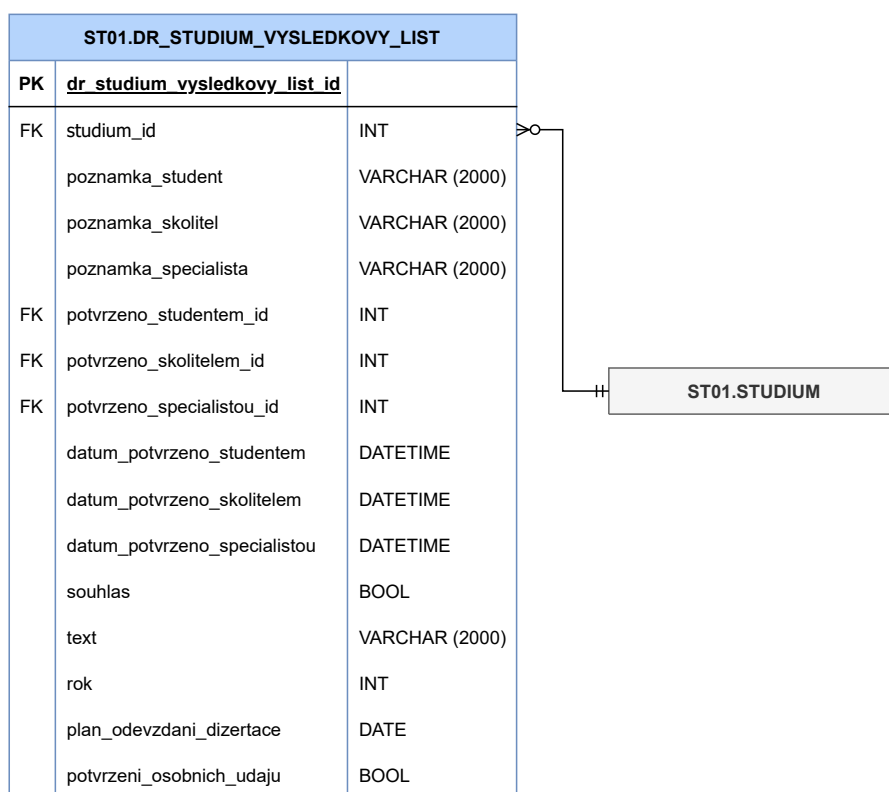 ST01.DR_STUDIUM_VYSLEDKOVY_LIST
PK dr_studium_vysledkovy_list_id
FK studium_id INT
poznamka_student VARCHAR (2000)
poznamka_skolitel VARCHAR (2000)
poznamka_specialista VARCHAR (2000)
FK potvrzeno_studentem_id INT
FK potvrzeno_skolitelem_id INT
FK potvrzeno_specialistou_id INT
datum_potvrzeno_studentem DATETIME
datum_potvrzeno_skolitelem DATETIME
datum_potvrzeno_specialistou DATETIME
souhlas BOOL
text VARCHAR (2000)
rok INT
plan_odevzdani_dizertace DATE
potvrzeni_osobnich_udaju BOOL
ST01.STUDIUM